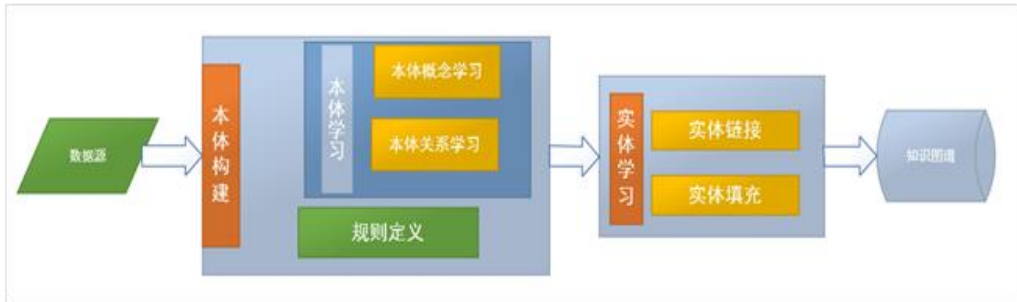 数据源
本体构建
本体学习
本体概念学习
本体关系学习
规则定义
实体学习
实体链接
实体填充
知识图谱